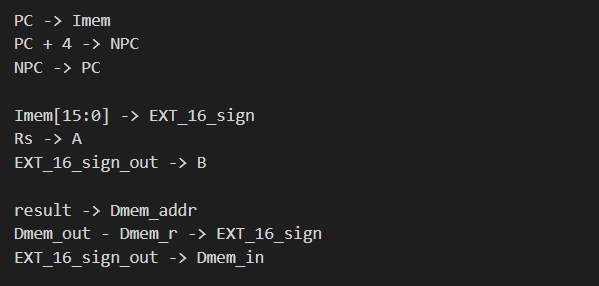 PC -> Imem
PC + 4 -> NPC
NPC -> PC
Imem[15:0] -> EXT_16_sign
Rs -> A
EXT_16_sign_out -> B
result -> Dmem_addr
Dmem_out - Dmem_r -> EXT_16_sign
EXT_16_sign_out -> Dmem_in